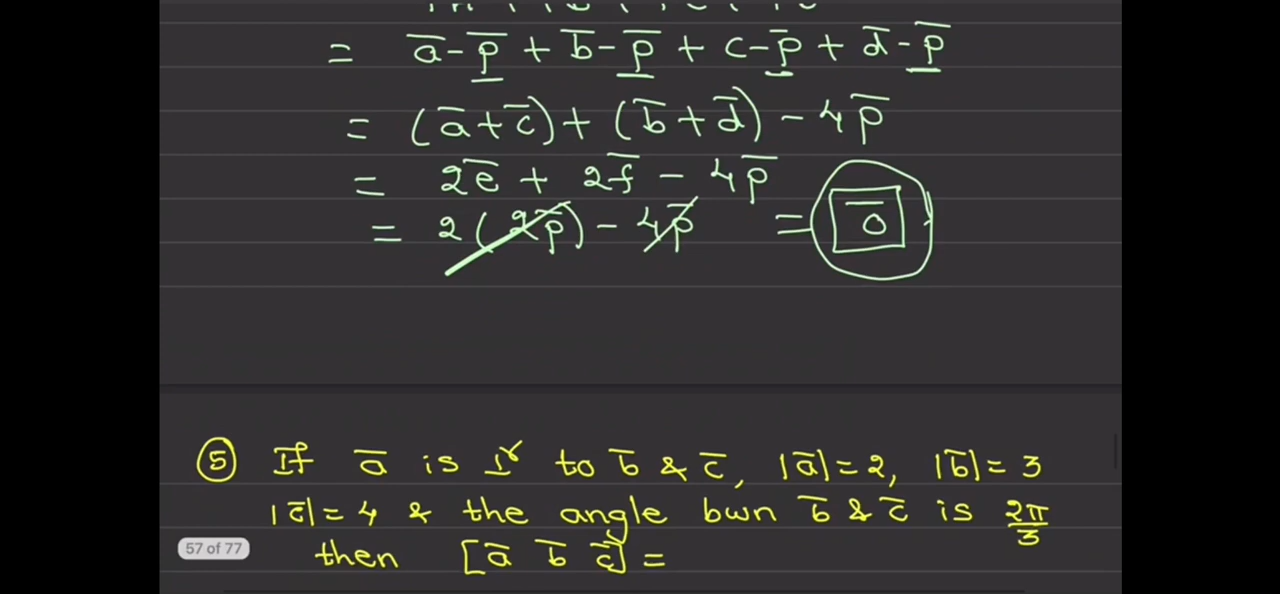 = a̅ - p̅ + b̅ - p̅ + c - p̅ + d̅ - p̅
= (a̅ + c̅) + (b̅ + d̅) - 4p̅
= 2e̅ + 2f̅ - 4p̅
= 2(2p̅) - 4p̅ = 0̅
⑤ If a̅ is ⊥r to b̅ & c̅, |a̅| = 2, |b̅| = 3
|c̅| = 4 & the angle bwn b̅ & c̅ is 2π/3
then [a̅ b̅ c̅] =
57 of 77